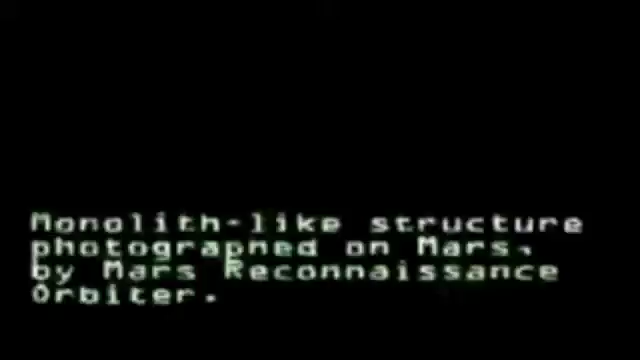 Monolith-like structure
photographed on Mars,
by Mars Reconnaissance
Orbiter.